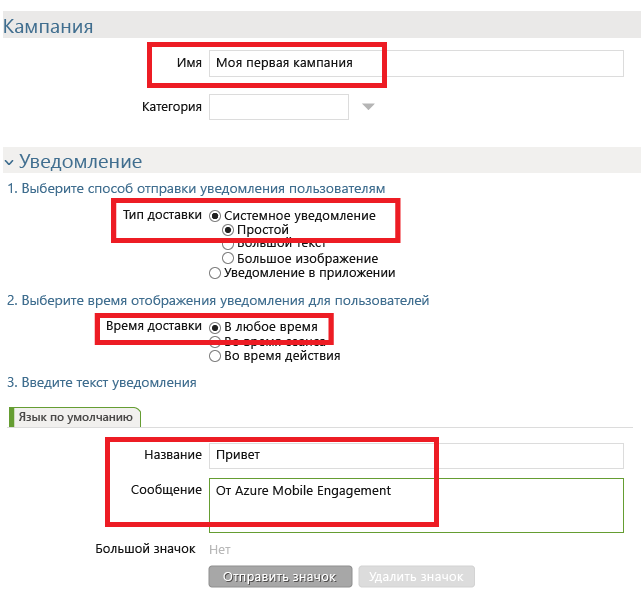 Кампания
Имя Моя первая кампания
Категория
Уведомление
1. Выберите способ отправки уведомления пользователям
Тип доставки Системное уведомление
Простой
Большой текст
Большое изображение
Уведомление в приложении
2. Выберите время отображения уведомления для пользователей
Время доставки В любое время
Во время сеанса
Во время действия
3. Введите текст уведомления
Язык по умолчанию
Название Привет
Сообщение От Azure Mobile Engagement
Большой значок Нет
Отправить значок Удалить значок